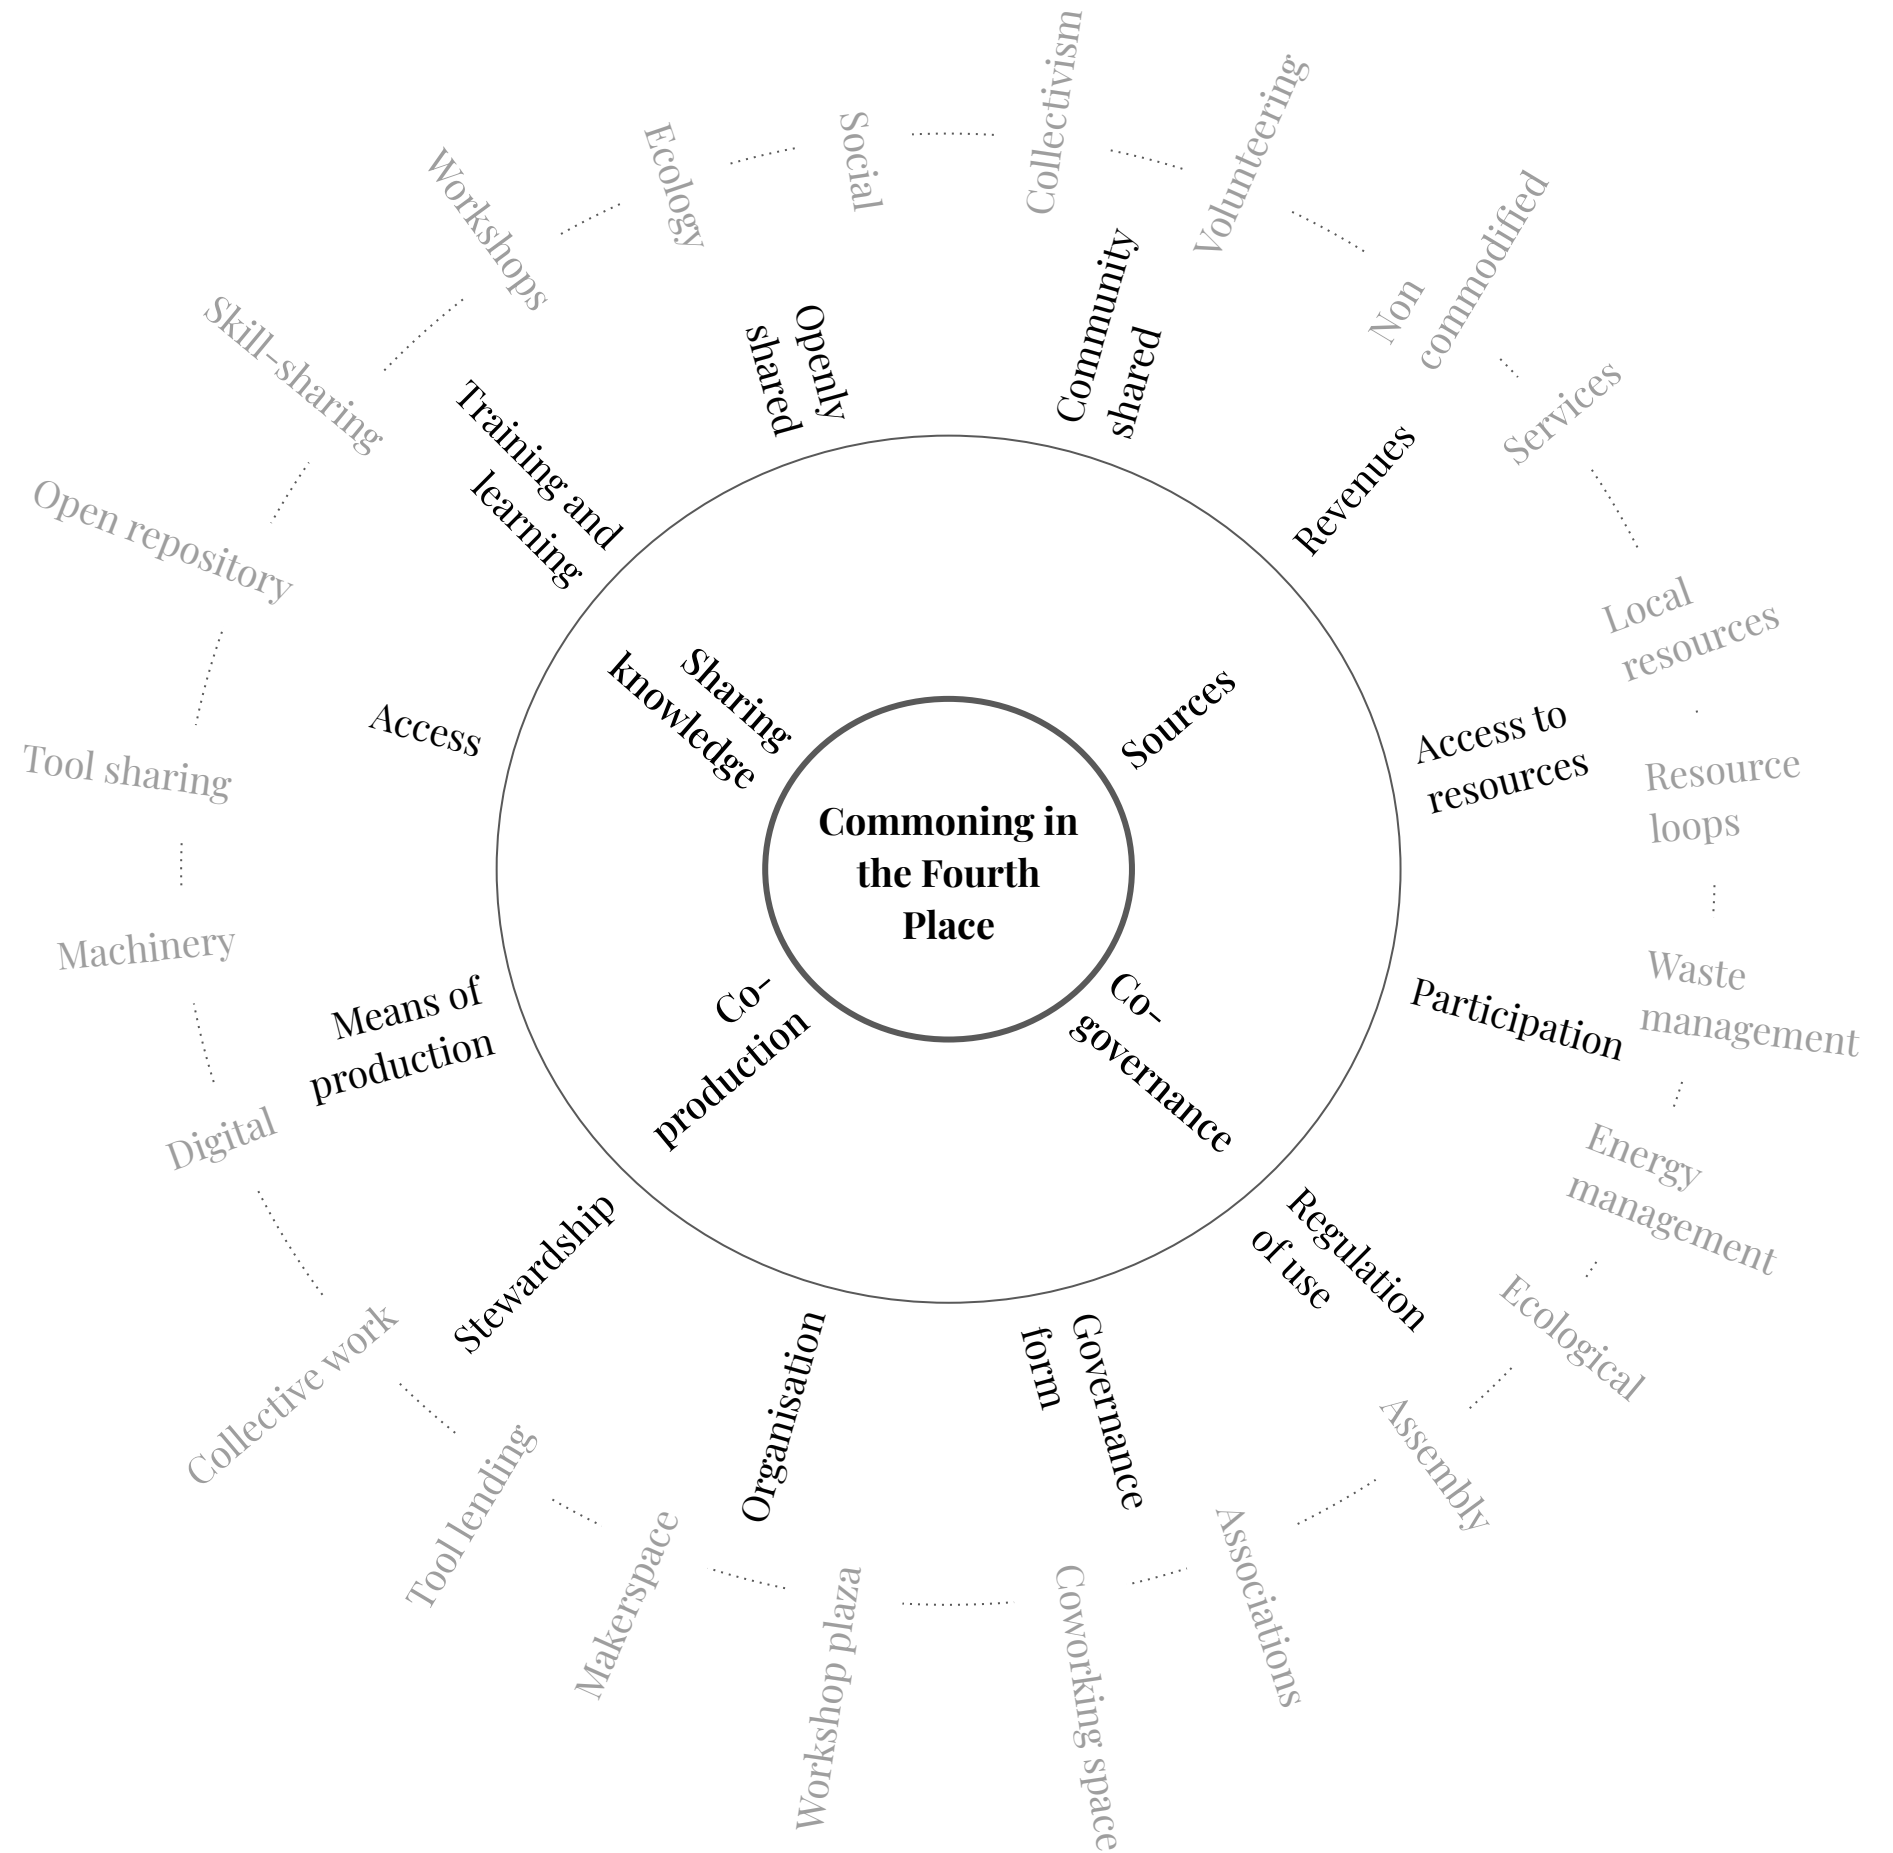 Commoning in
the Fourth
Place
Sharing
knowledge
Sources
Co-
governance
Co-
production
Openly
shared
Community
shared
Revenues
Access to
resources
Participation
Regulation
of use
Governance
form
Organisation
Stewardship
Means of
production
Access
Training and
learning
Social
Collectivism
Volunteering
Non
commodified
Services
Local
resources
Resource
loops
Waste
management
Energy
management
Ecological
Assembly
Associations
Coworking space
Workshop plaza
Makerspace
Tool lending
Collective work
Digital
Machinery
Tool sharing
Open repository
Skill-sharing
Workshops
Ecology